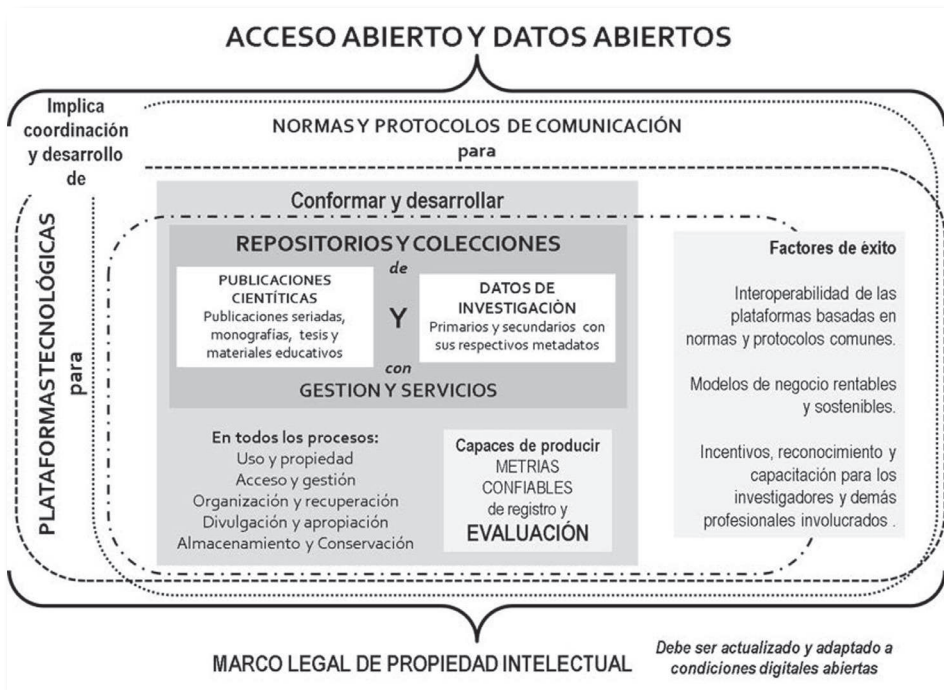 ACCESO ABIERTO Y DATOS ABIERTOS
Implica
coordinación
y desarrollo
de
NORMAS Y PROTOCOLOS DE COMUNICACIÓN
para
PLATAFORMAS TECNOLÓGICAS
para
Conformar y desarrollar
REPOSITORIOS Y COLECCIONES
de
PUBLICACIONES
CIENTÍFICAS
Publicaciones seriadas,
monografías, tesis y
materiales educativos
Y
DATOS DE
INVESTIGACIÒN
Primarios y secundarios con
sus respectivos metadatos
con
GESTION Y SERVICIOS
En todos los procesos:
Uso y propiedad
Acceso y gestión
Organización y recuperación
Divulgación y apropiación
Almacenamiento y Conservación
Capaces de producir
METRIAS
CONFIABLES
de registro y
EVALUACIÓN
Factores de èxito
Interoperabilidad de las
plataformas basadas en
normas y protocolos comunes.
Modelos de negocio rentables
y sostenibles.
Incentivos, reconocimiento y
capacitación para los
investigadores y demás
profesionales involucrados .
MARCO LEGAL DE PROPIEDAD INTELECTUAL
Debe ser actualizado y adaptado a
condiciones digitales abiertas